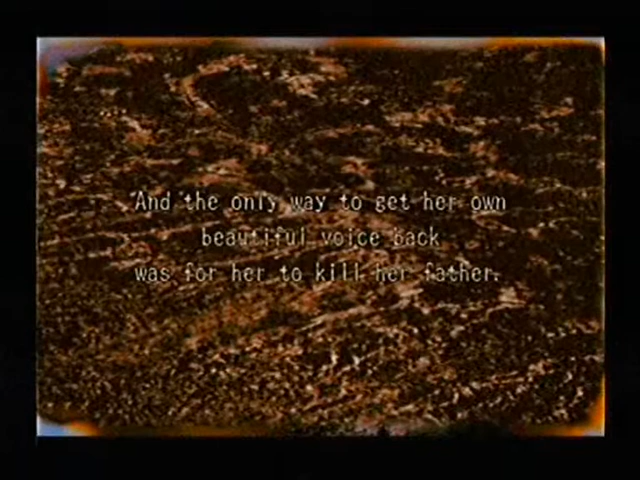 And the only way to get her own
beautiful voice back
was for her to kill her father.